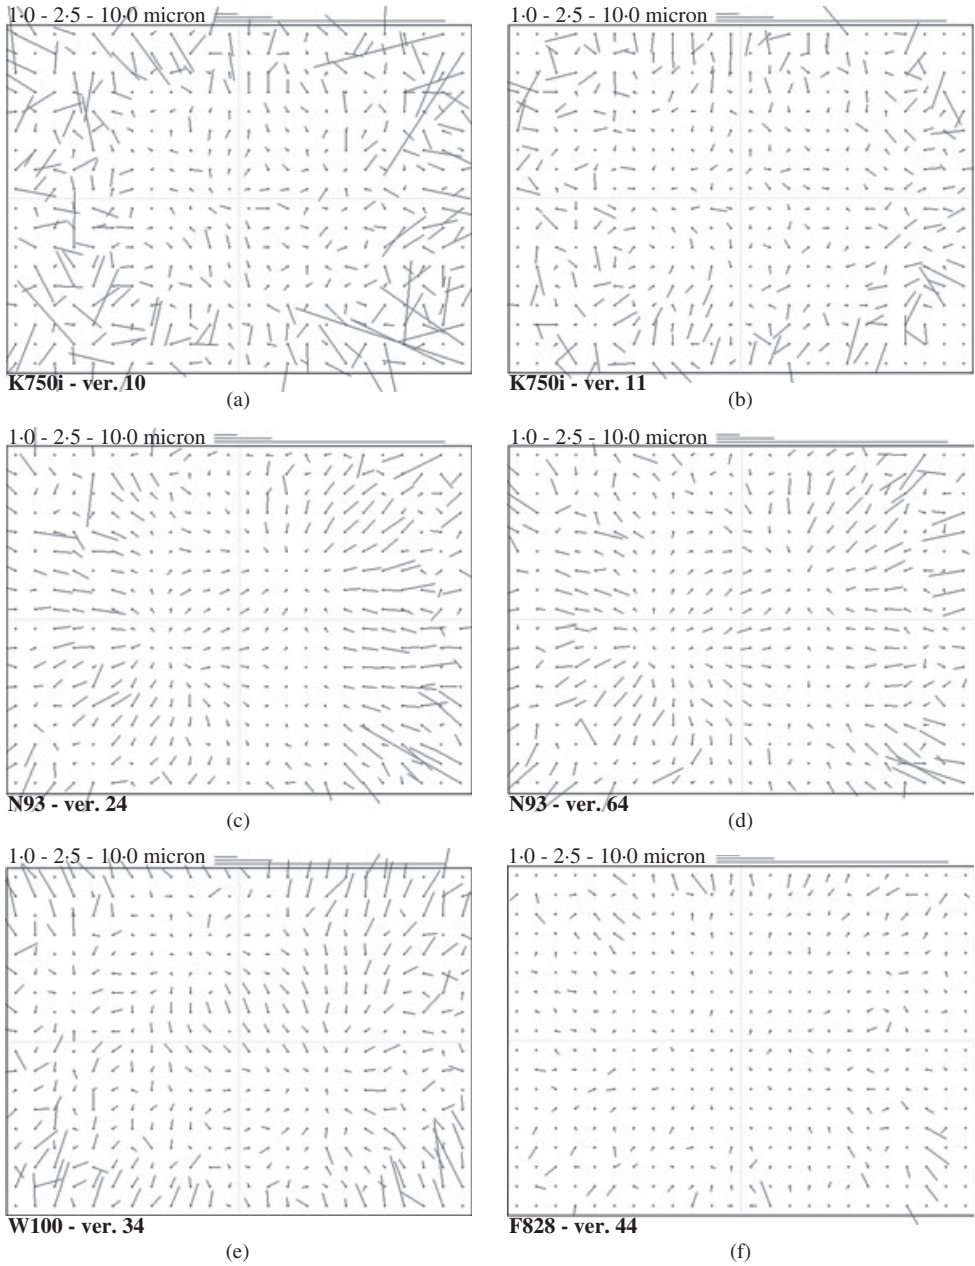 1·0 - 2·5 - 10·0 micron
K750i - ver. 10
(a)
1·0 - 2·5 - 10·0 micron
K750i - ver. 11
(b)
1·0 - 2·5 - 10·0 micron
N93 - ver. 24
(c)
1·0 - 2·5 - 10·0 micron
N93 - ver. 64
(d)
1·0 - 2·5 - 10·0 micron
W100 - ver. 34
(e)
1·0 - 2·5 - 10·0 micron
F828 - ver. 44
(f)